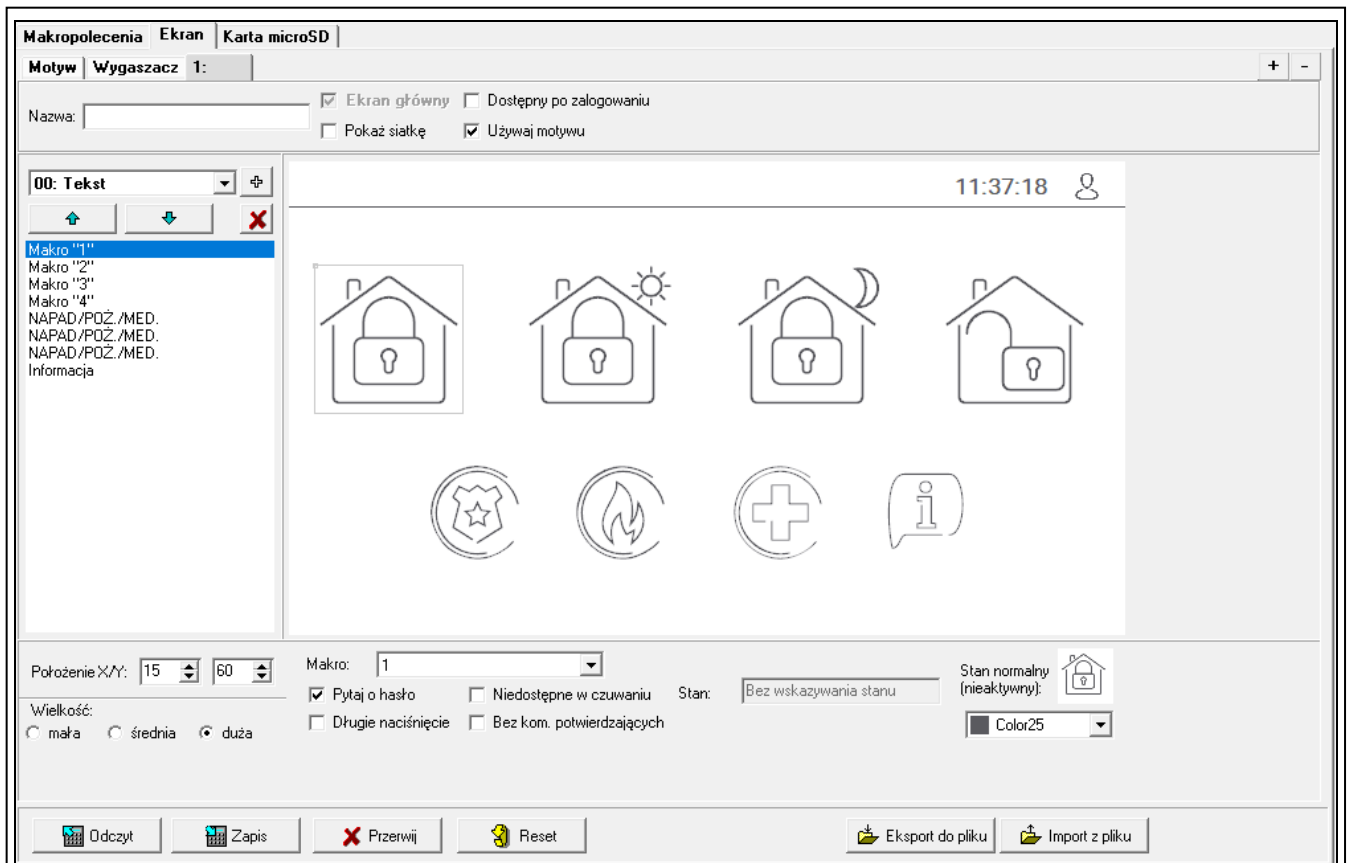 Makropolecenia Ekran Karta microSD
Motyw Wygaszacz 1: + -
Nazwa: Ekran główny Dostępny po zalogowaniu
Pokaż siatkę Używaj motywu
00: Tekst
11:37:18
Makro "1"
Makro "2"
Makro "3"
Makro "4"
NAPAD/POŻ./MED.
NAPAD/POŻ./MED.
NAPAD/POŻ./MED.
Informacja
Położenie X/Y: 15 60
Wielkość:
mała średnia duża
Makro: 1
Pytaj o hasło Niedostępne w czuwaniu Stan: Bez wskazywania stanu
Długie naciśnięcie Bez kom. potwierdzających
Stan normalny
(nieaktywny):
Color25
Odczyt Zapis Przerwij Reset Eksport do pliku Import z pliku